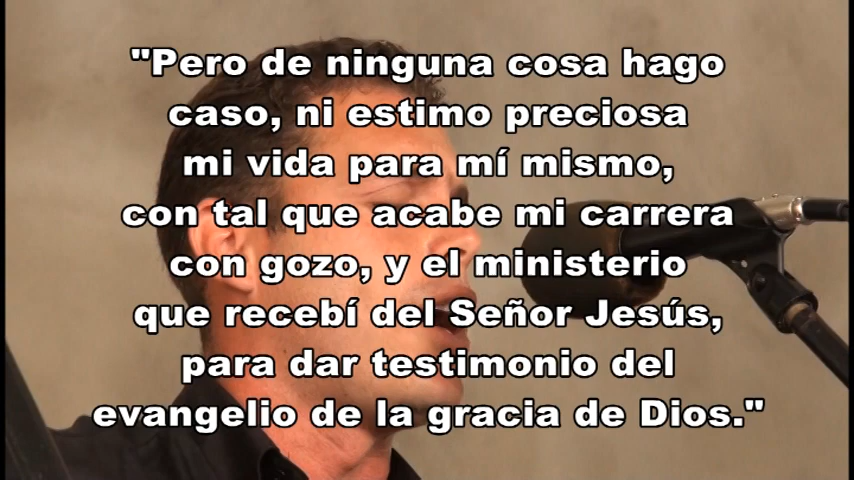 "Pero de ninguna cosa hago
caso, ni estimo preciosa
mi vida para mí mismo,
con tal que acabe mi carrera
con gozo, y el ministerio
que recebí del Señor Jesús,
para dar testimonio del
evangelio de la gracia de Dios."